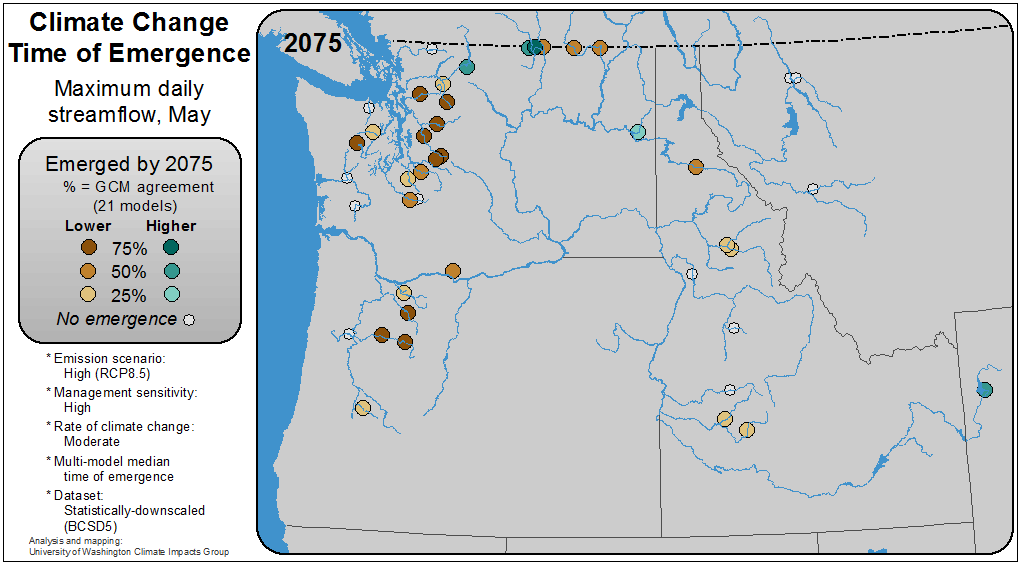 Climate Change
Time of Emergence
Maximum daily
streamflow, May
Emerged by 2075
% = GCM agreement
(21 models)
Lower Higher
75%
50%
25%
No emergence
* Emission scenario:
High (RCP8.5)
* Management sensitivity:
High
* Rate of climate change:
Moderate
* Multi-model median
time of emergence
* Dataset:
Statistically-downscaled
(BCSD5)
Analysis and mapping:
University of Washington Climate Impacts Group
2075